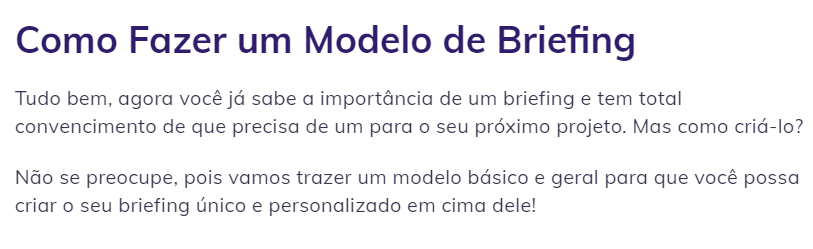 Como Fazer um Modelo de Briefing
Tudo bem, agora você já sabe a importância de um briefing e tem total
convencimento de que precisa de um para o seu próximo projeto. Mas como criá-lo?
Não se preocupe, pois vamos trazer um modelo básico e geral para que você possa
criar o seu briefing único e personalizado em cima dele!